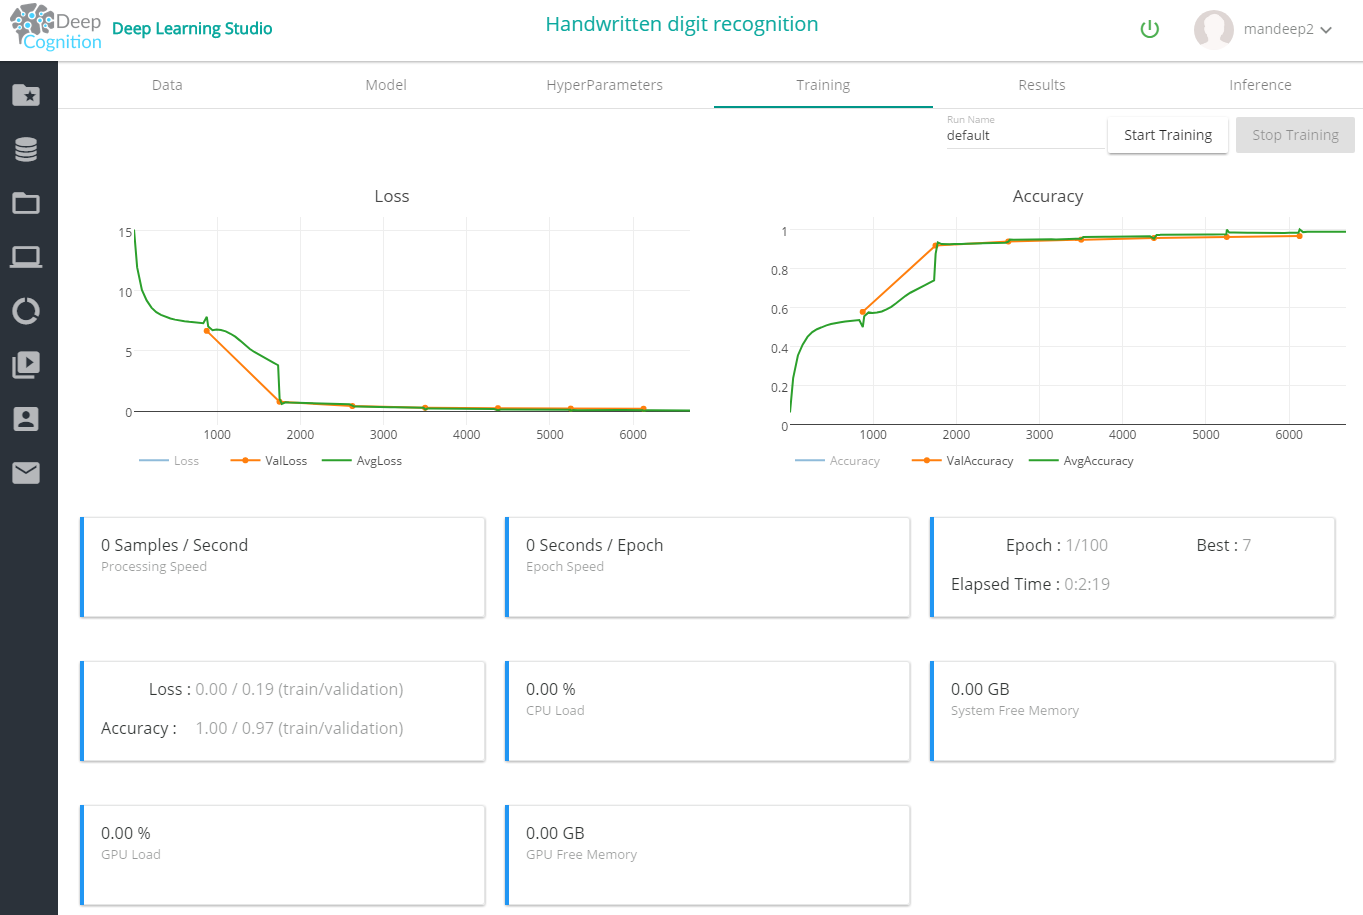 Deep
Cognition
Deep Learning Studio
Handwritten digit recognition
mandeep2
Data Model HyperParameters Training Results Inference
Run Name
default
Start Training
Stop Training
Loss
15
10
5
0
1000 2000 3000 4000 5000 6000
Loss ValLoss AvgLoss
Accuracy
1
0.8
0.6
0.4
0.2
0
1000 2000 3000 4000 5000 6000
Accuracy ValAccuracy AvgAccuracy
0 Samples / Second
Processing Speed
0 Seconds / Epoch
Epoch Speed
Epoch : 1/100 Best : 7
Elapsed Time : 0:2:19
Loss : 0.00 / 0.19 (train/validation)
Accuracy : 1.00 / 0.97 (train/validation)
0.00 %
CPU Load
0.00 GB
System Free Memory
0.00 %
GPU Load
0.00 GB
GPU Free Memory